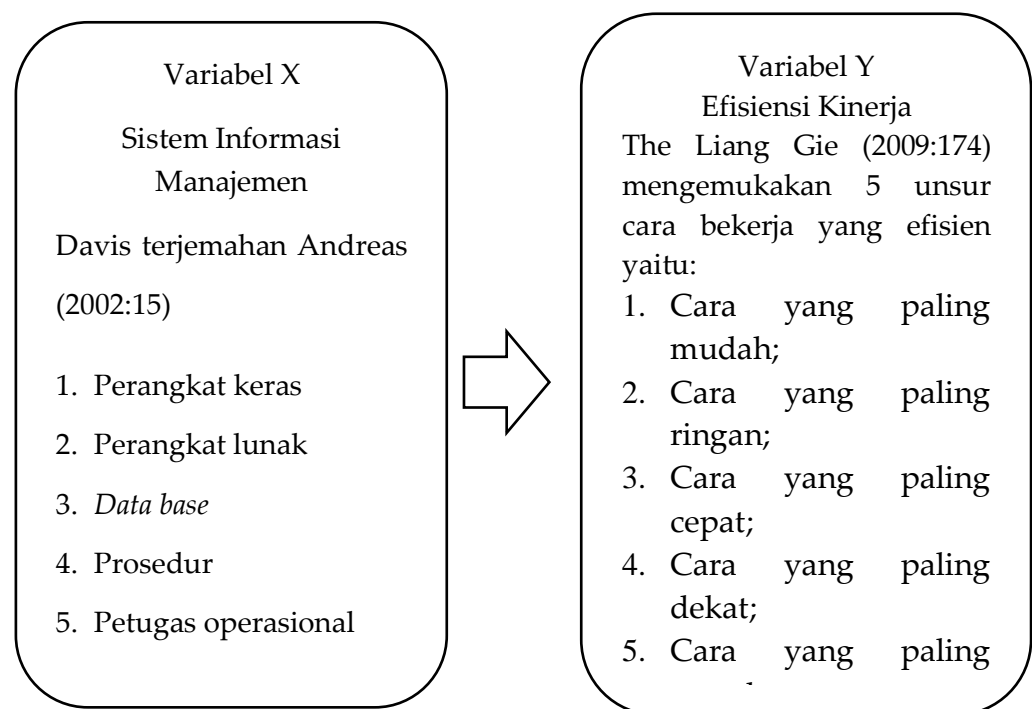 Variabel X
Sistem Informasi
Manajemen
Davis terjemahan Andreas
(2002:15)
1. Perangkat keras
2. Perangkat lunak
3. Data base
4. Prosedur
5. Petugas operasional
Variabel Y
Efisiensi Kinerja
The Liang Gie (2009:174)
mengemukakan 5 unsur
cara bekerja yang efisien
yaitu:
1. Cara yang paling
mudah;
2. Cara yang paling
ringan;
3. Cara yang paling
cepat;
4. Cara yang paling
dekat;
5. Cara yang paling